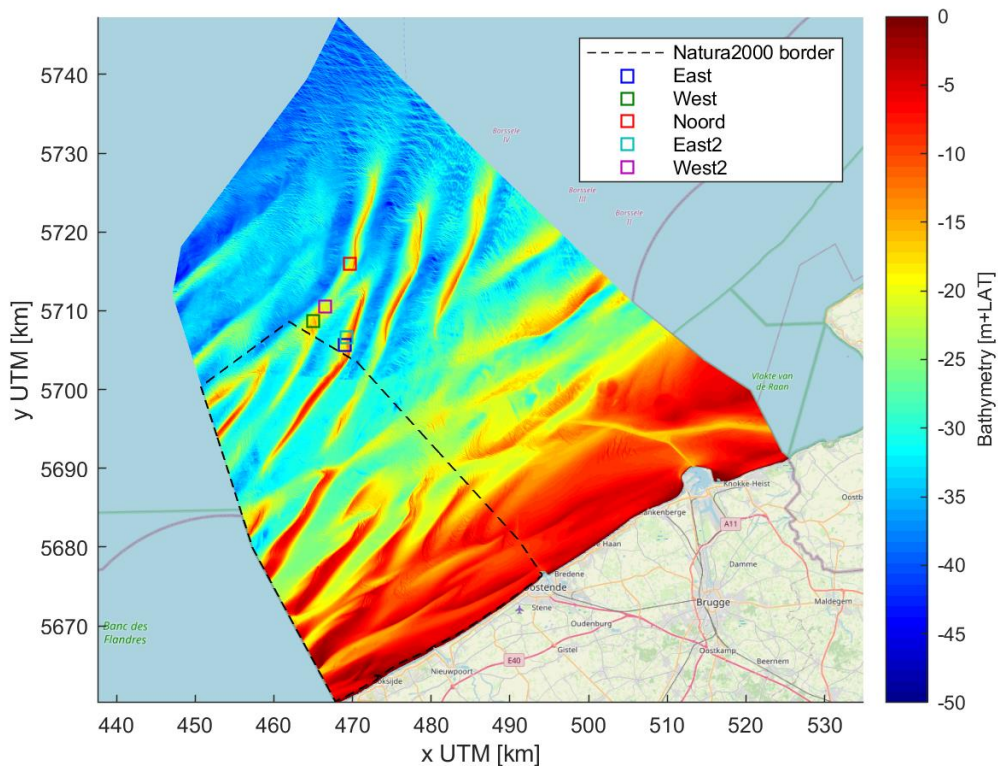 Natura2000 border
East
West
Noord
East2
West2
Borssele
IV
Borssele
III
Borssele
II
Vlakte van
de Raan
Banc des
Flandres
Knokke-Heist
ankenberge
A11
Oostb
e Haan
Damme
Bredene
Oostende
Brugge
Maldegem
Stene
Oudenburg
Gistel
Oostkamp
Beernem
E40
Nieuwpoort
oksijde
5740
5730
5720
5710
5700
5690
5680
5670
y UTM [km]
440
450
460
470
480
490
500
510
520
530
x UTM [km]
0
-5
-10
-15
-20
-25
-30
-35
-40
-45
-50
Bathymetry [m+LAT]